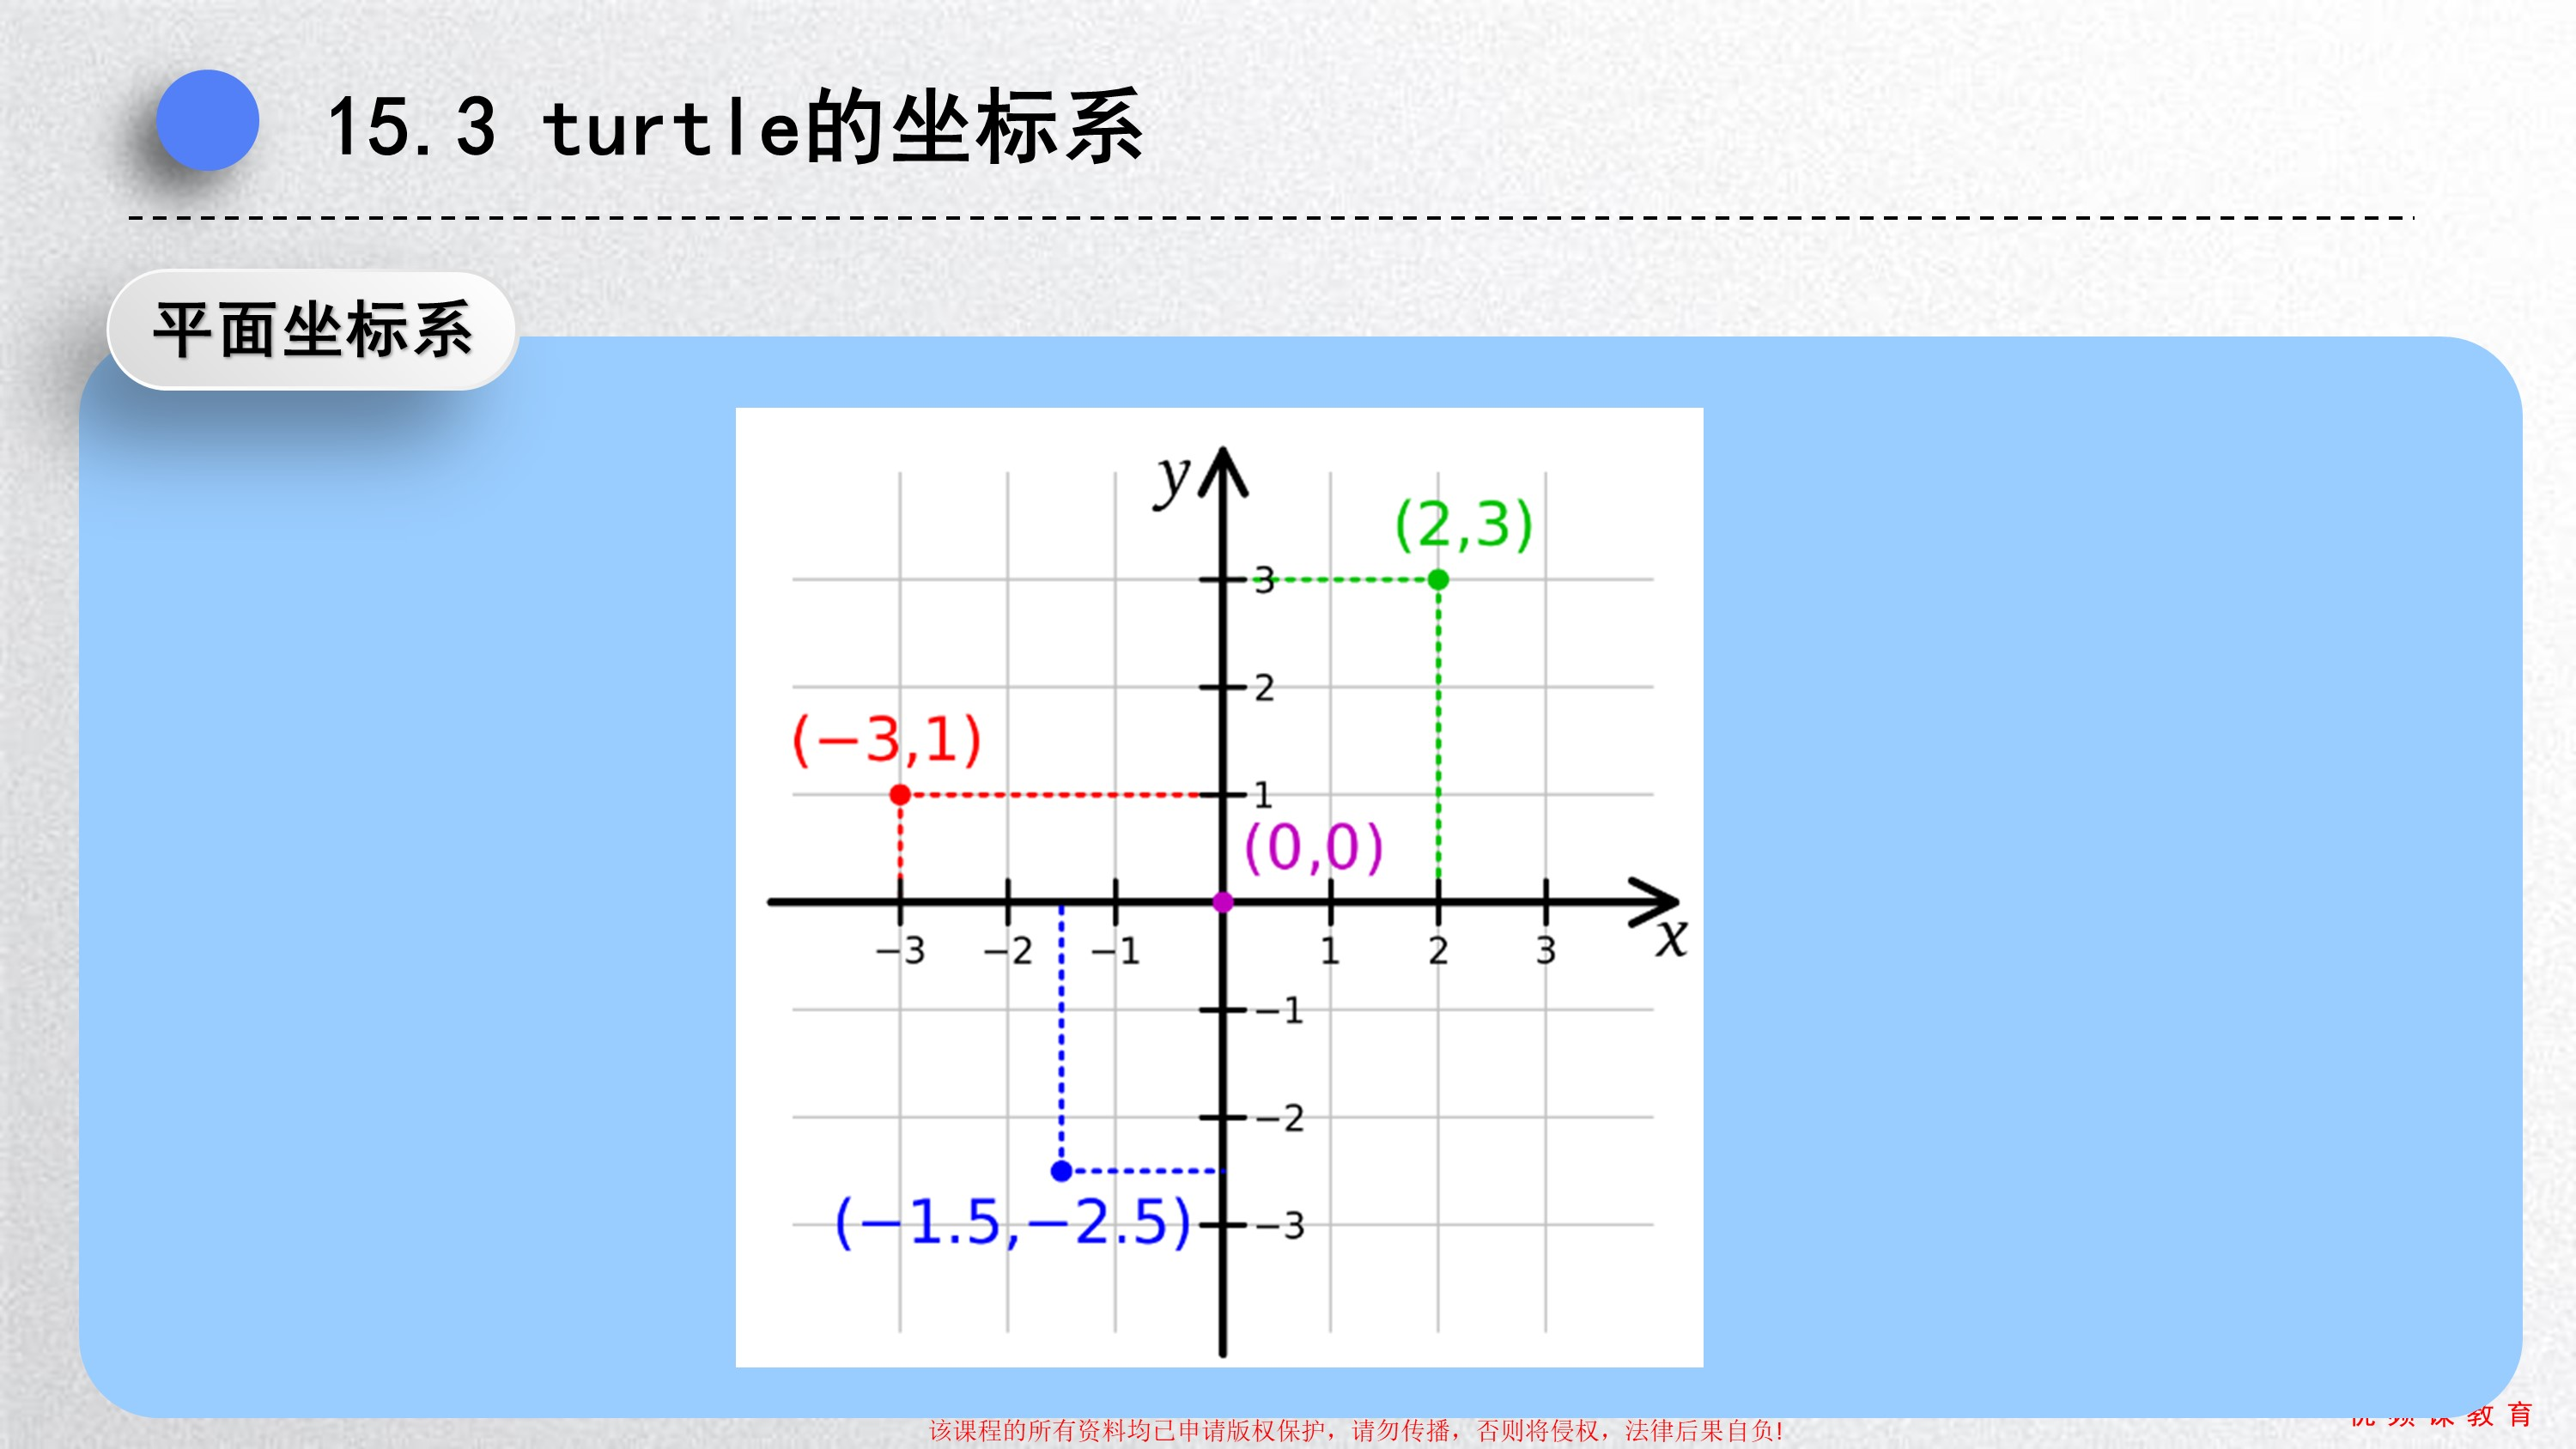 15.3 turtle的坐标系
平面坐标系
y
(2,3)
3
2
(−3,1)
1
(0,0)
−3 −2 −1 1 2 3
x
−1
−2
(−1.5,−2.5)
−3
该课程的所有资料均已申请版权保护，请勿传播，否则将侵权，法律后果自负!
教育